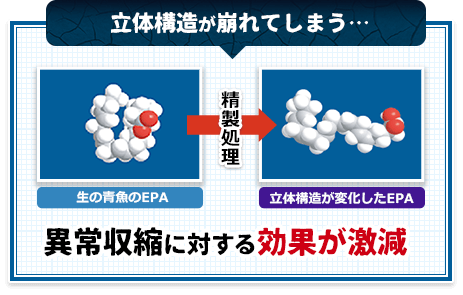 立体構造が崩れてしまう…
精製処理
生の青魚のEPA
立体構造が変化したEPA
異常収縮に対する効果が激減